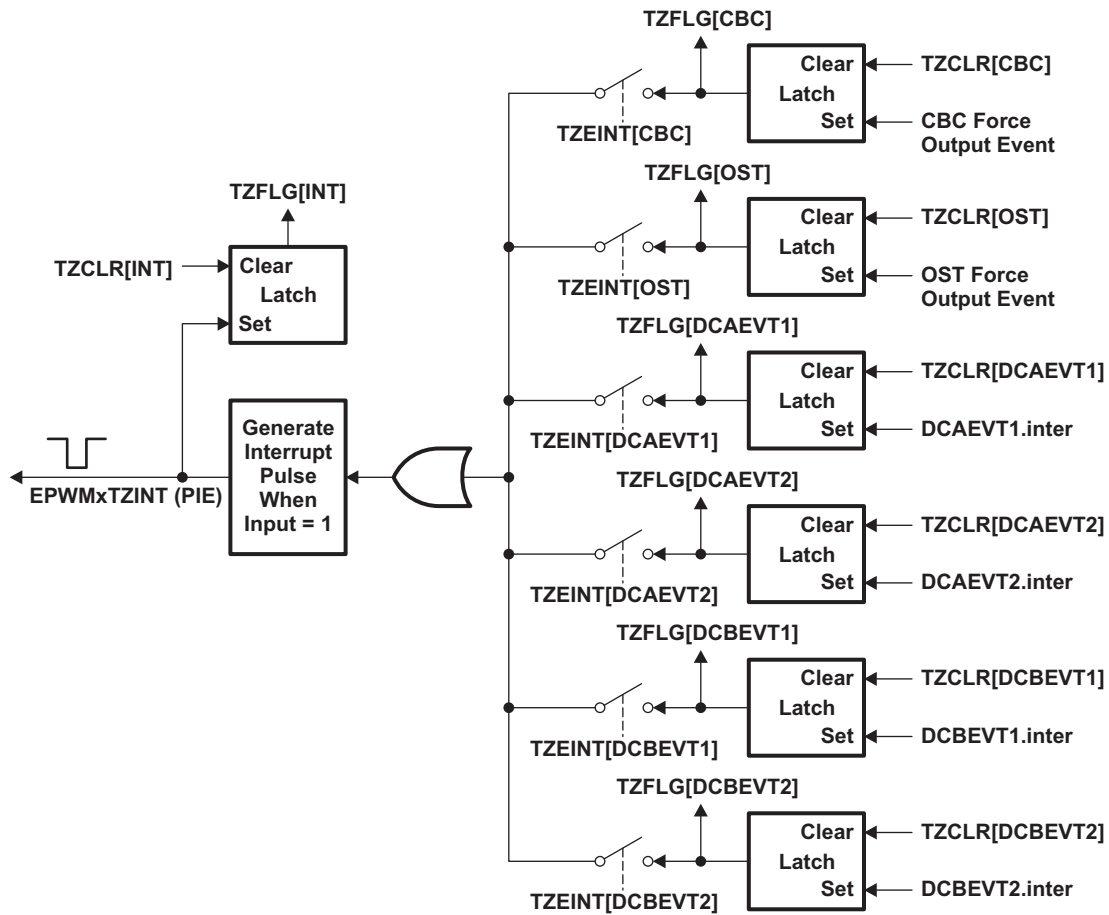 TZFLG[CBC]
Clear
Latch
Set
TZCLR[CBC]
CBC Force
Output Event
TZEINT[CBC]
TZFLG[OST]
Clear
Latch
Set
TZCLR[OST]
OST Force
Output Event
TZEINT[OST]
TZFLG[INT]
TZCLR[INT]
Clear
Latch
Set
TZFLG[DCAEVT1]
Clear
Latch
Set
TZCLR[DCAEVT1]
DCAEVT1.inter
TZEINT[DCAEVT1]
Generate
Interrupt
Pulse
When
Input = 1
EPWMxTZINT (PIE)
TZFLG[DCAEVT2]
Clear
Latch
Set
TZCLR[DCAEVT2]
DCAEVT2.inter
TZEINT[DCAEVT2]
TZFLG[DCBEVT1]
Clear
Latch
Set
TZCLR[DCBEVT1]
DCBEVT1.inter
TZEINT[DCBEVT1]
TZFLG[DCBEVT2]
Clear
Latch
Set
TZCLR[DCBEVT2]
DCBEVT2.inter
TZEINT[DCBEVT2]